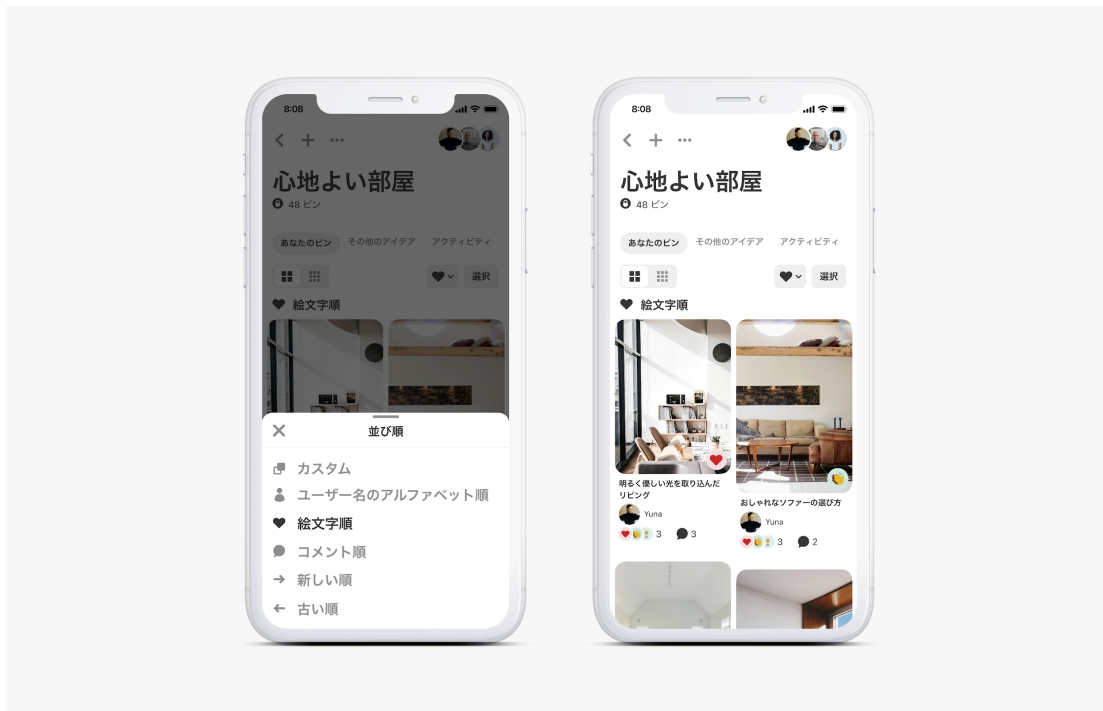 8:08
心地よい部屋
48 ピン
あなたのピン その他のアイデア アクティビティ
選択
絵文字順
並び順
カスタム
ユーザー名のアルファベット順
絵文字順
コメント順
新しい順
古い順
8:08
心地よい部屋
48 ピン
あなたのピン その他のアイデア アクティビティ
選択
絵文字順
明るく優しい光を取り込んだ
リビング
Yuna
3 3
おしゃれなソファーの選び方
Yuna
3 2